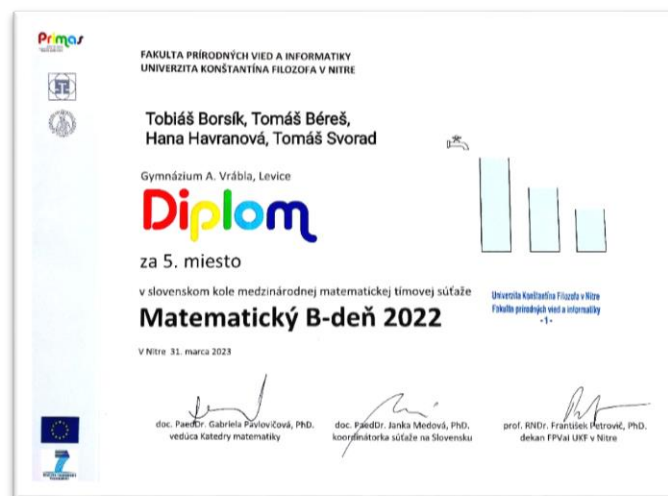 Primas
FAKULTA PRÍRODNÝCH VIED A INFORMATIKY
UNIVERZITA KONŠTANTÍNA FILOZOFA V NITRE
Tobiáš Borsík, Tomáš Béreš,
Hana Havranová, Tomáš Svorad
Gymnázium A. Vrábla, Levice
Diplom
za 5. miesto
v slovenskom kole medzinárodnej matematickej tímovej súťaže
Matematický B-deň 2022
Univerzita Konštantína Filozofa v Nitre
Fakulta prírodných vied a informatiky
-1-
V Nitre 31. marca 2023
doc. PaedDr. Gabriela Pavlovičová, PhD.
vedúca Katedry matematiky
doc. PaedDr. Janka Medová, PhD.
koordinátorka súťaže na Slovensku
prof. RNDr. František Petrovič, PhD.
dekan FPVaI UKF v Nitre